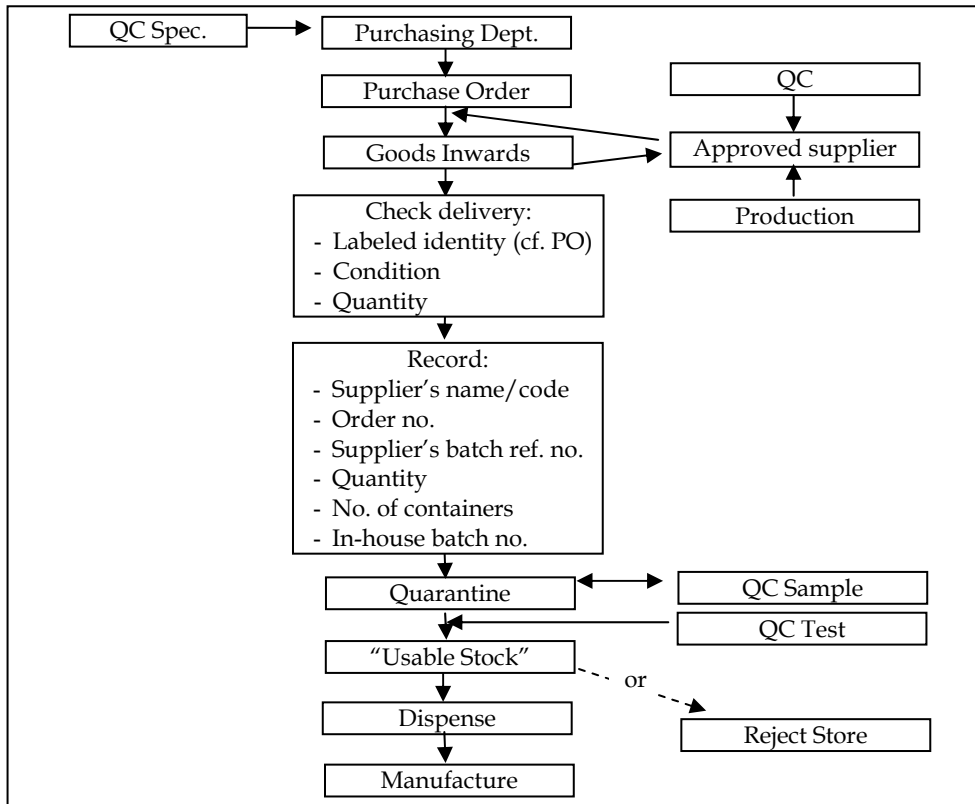 QC Spec.
Purchasing Dept.
Purchase Order
QC
Goods Inwards
Approved supplier
Production
Check delivery:
- Labeled identity (cf. PO)
- Condition
- Quantity
Record:
- Supplier’s name/code
- Order no.
- Supplier’s batch ref. no.
- Quantity
- No. of containers
- In-house batch no.
Quarantine
QC Sample
QC Test
“Usable Stock”
or
Dispense
Reject Store
Manufacture